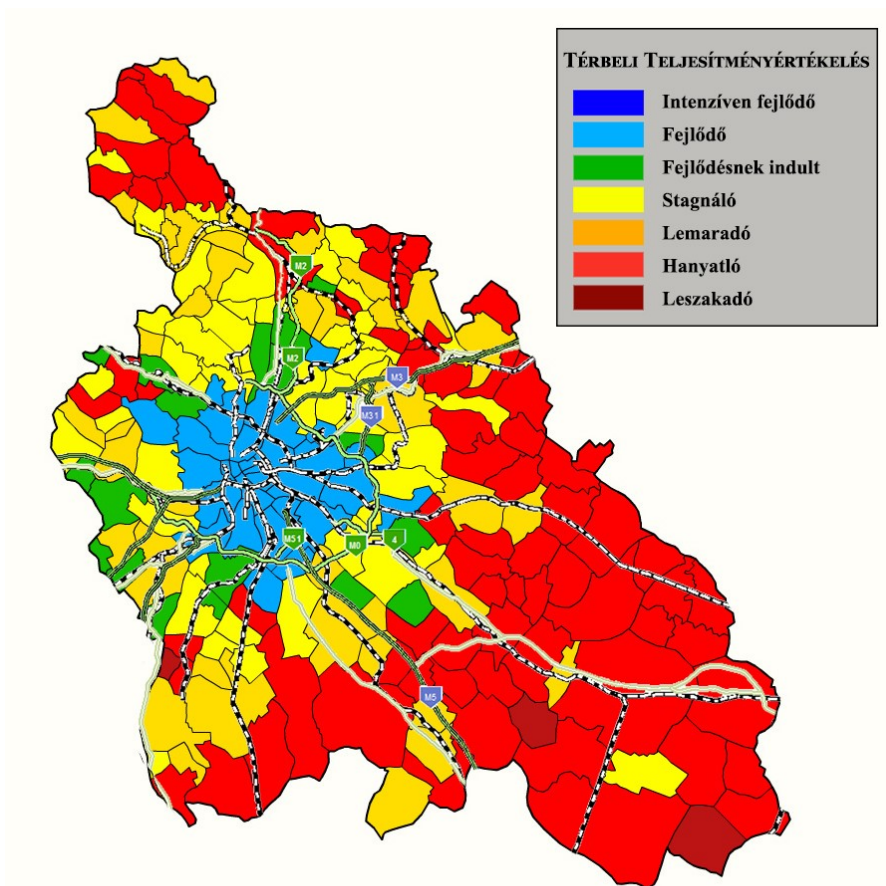 TÉRBELI TELJESÍTMÉNYÉRTÉKELÉS
Intenzíven fejlődő
Fejlődő
Fejlődésnek indult
Stagnáló
Lemaradó
Hanyatló
Leszakadó
M2
M2
M3
M31
M51
M0
4
M5